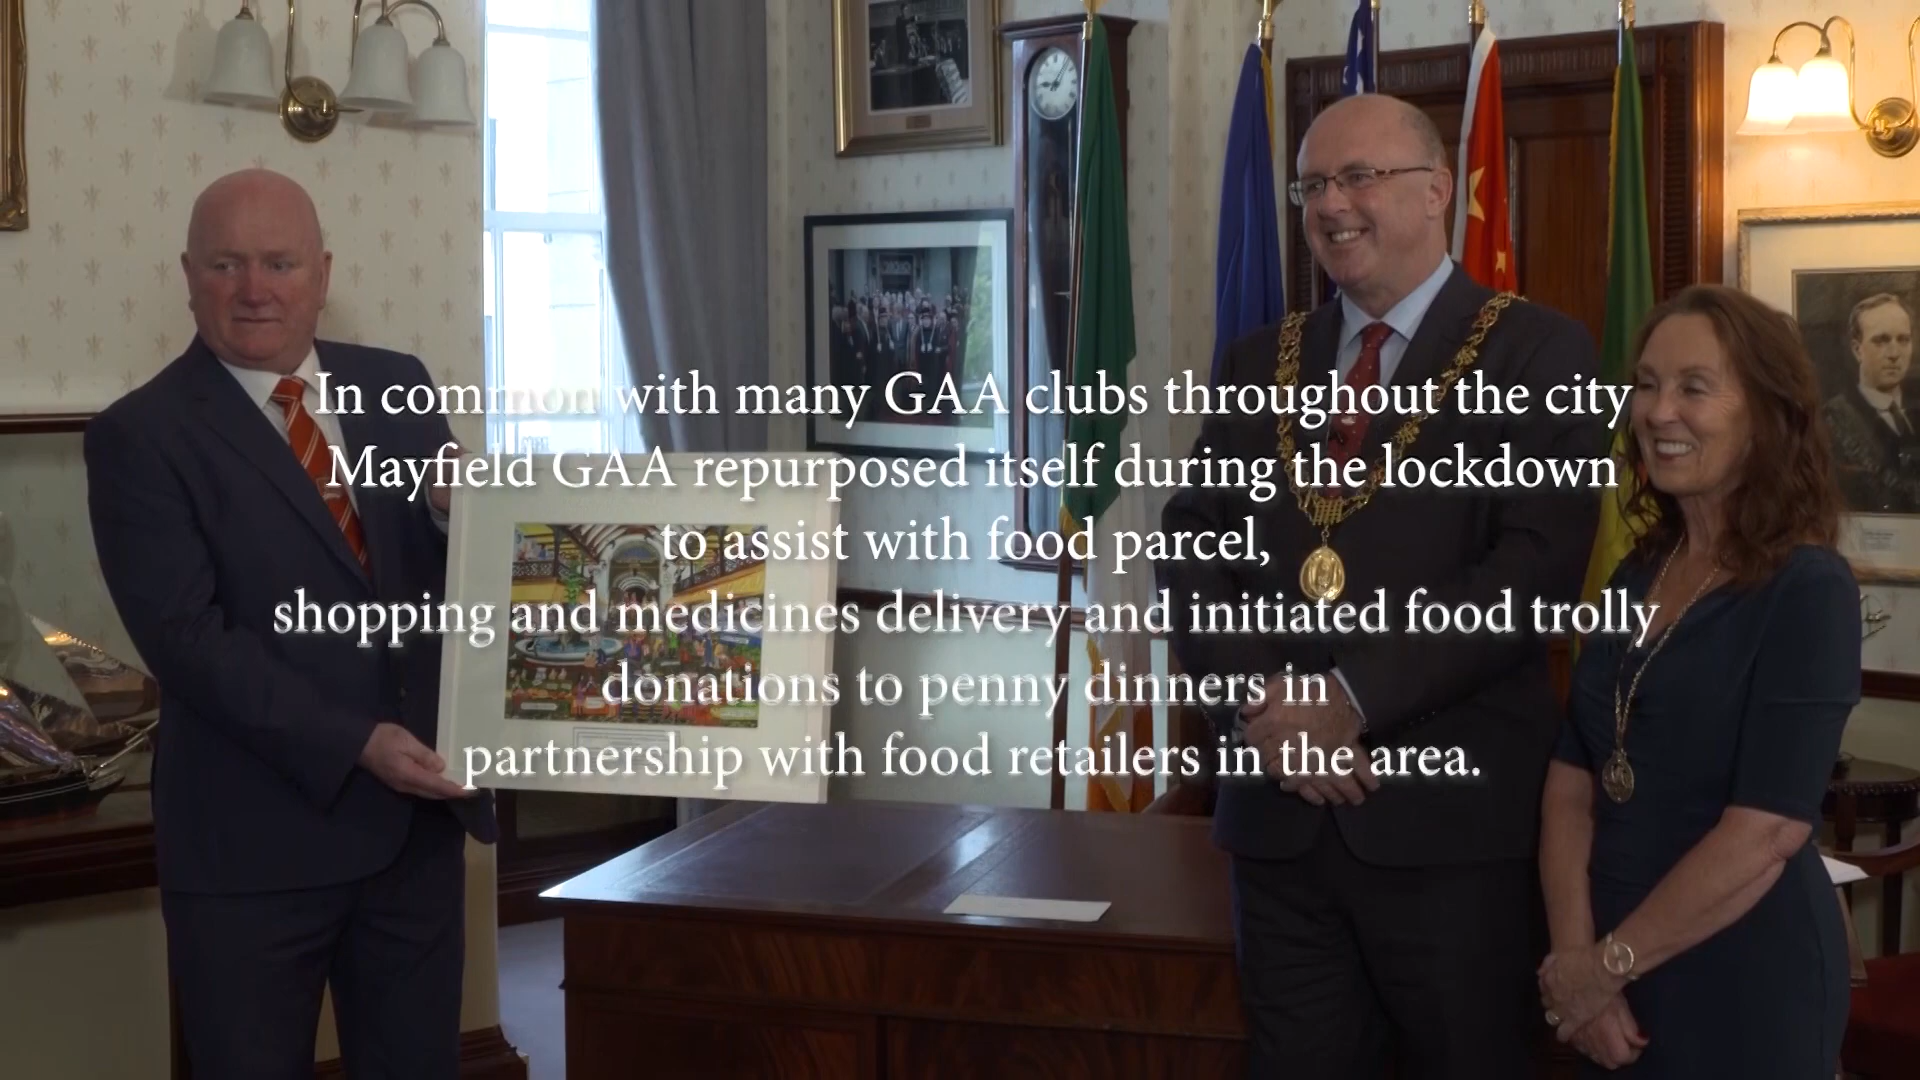 In common with many GAA clubs throughout the city
Mayfield GAA repurposed itself during the lockdown
to assist with food parcel,
shopping and medicines delivery and initiated food trolly
donations to penny dinners in
partnership with food retailers in the area.